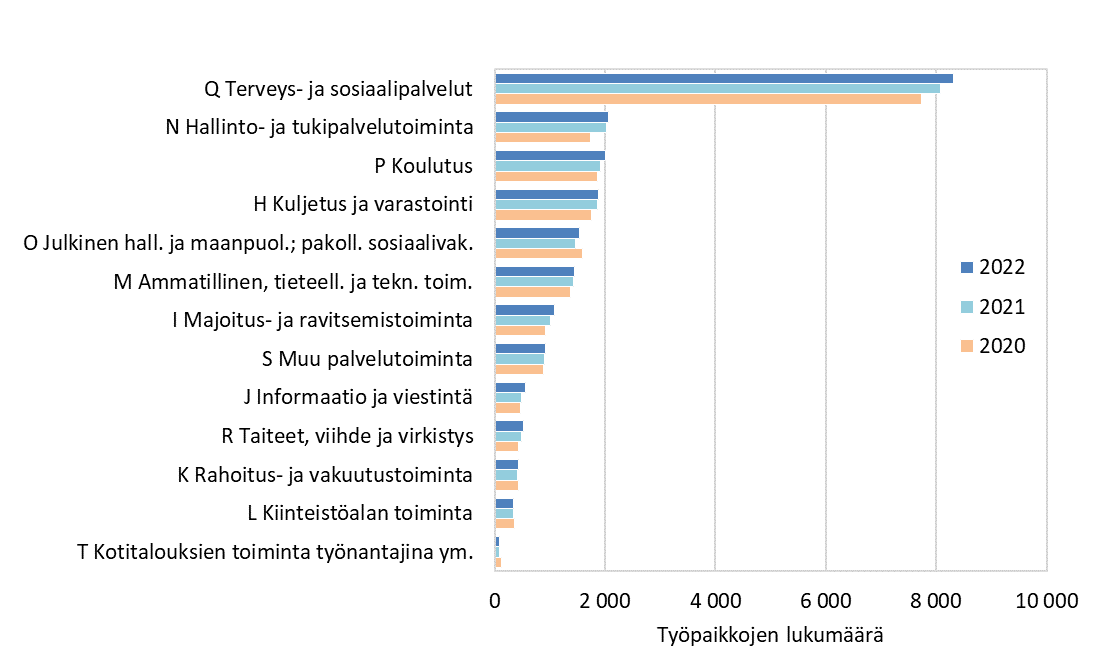 Q Terveys- ja sosiaalipalvelut
N Hallinto- ja tukipalvelutoiminta
P Koulutus
H Kuljetus ja varastointi
O Julkinen hall. ja maanpuol.; pakoll. sosiaalivak.
M Ammatillinen, tieteell. ja tekn. toim.
I Majoitus- ja ravitsemistoiminta
S Muu palvelutoiminta
J Informaatio ja viestintä
R Taiteet, viihde ja virkistys
K Rahoitus- ja vakuutustoiminta
L Kiinteistöalan toiminta
T Kotitalouksien toiminta työnantajina ym.
2022
2021
2020
0 2 000 4 000 6 000 8 000 10 000
Työpaikkojen lukumäärä